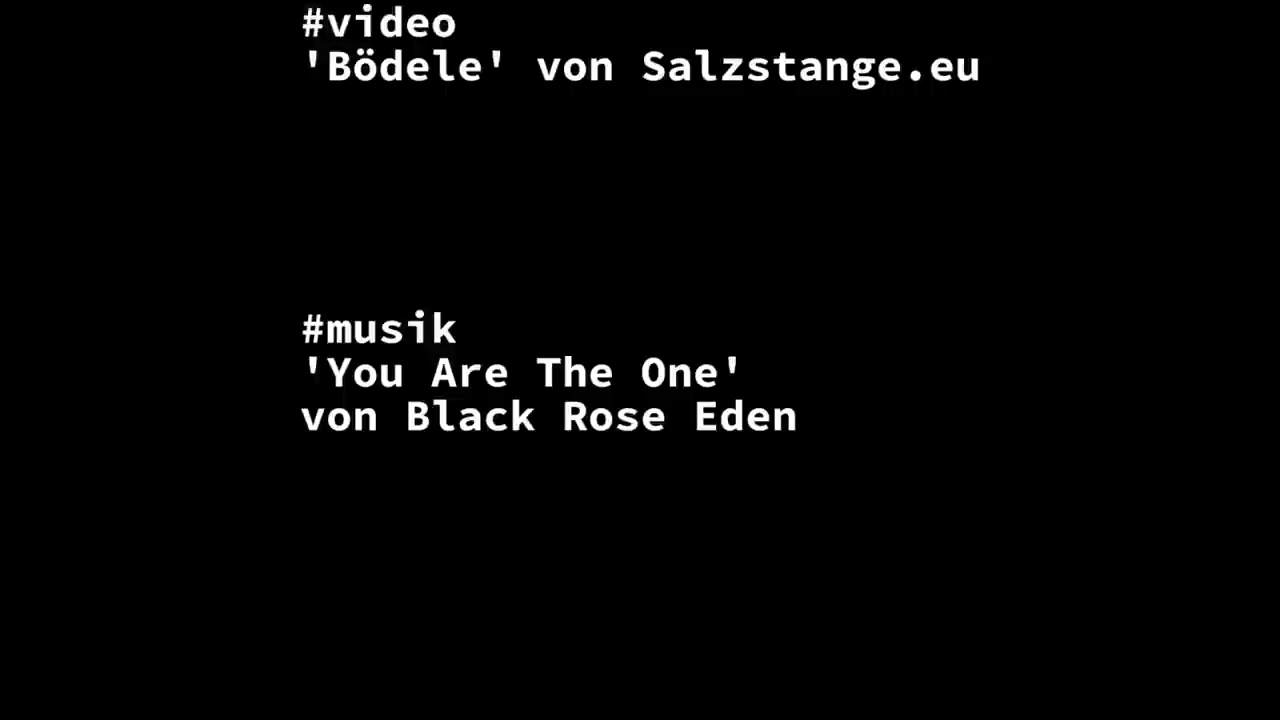 #video
'Bödele' von Salzstange.eu
#musik
'You Are The One'
von Black Rose Eden